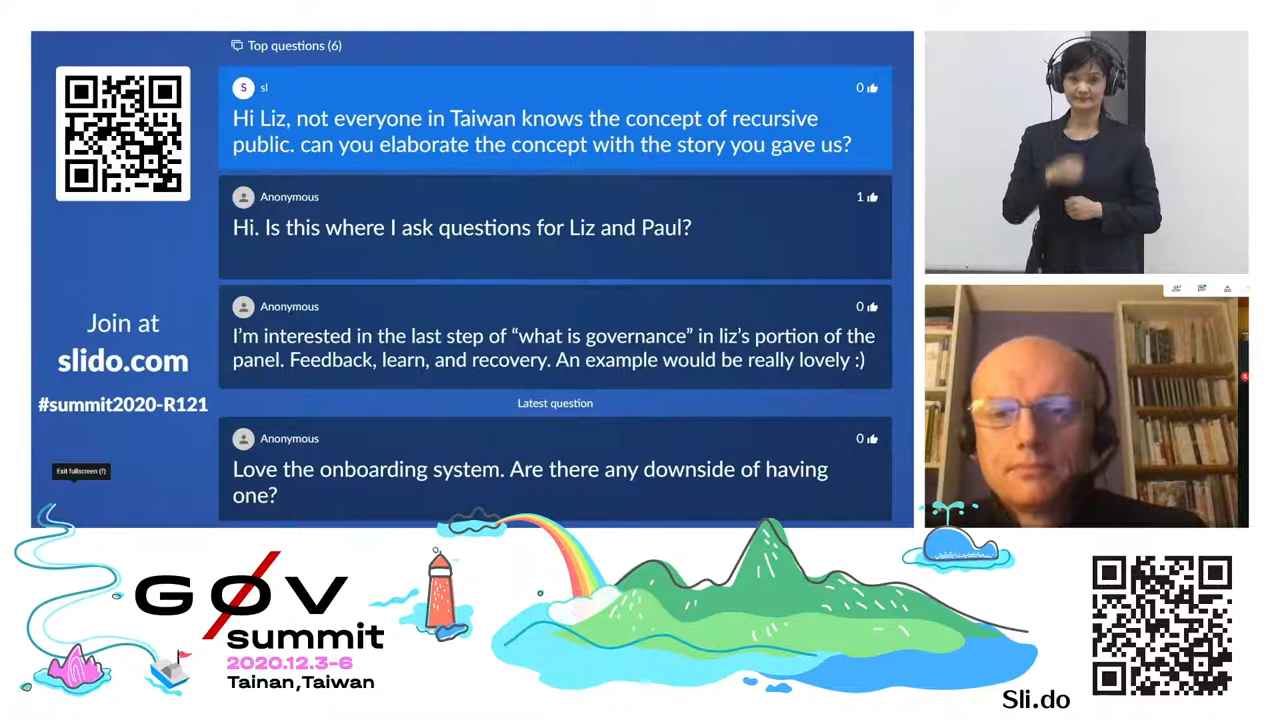 Top questions (6)
S sl 0
Hi Liz, not everyone in Taiwan knows the concept of recursive
public. can you elaborate the concept with the story you gave us?
Anonymous 1
Hi. Is this where I ask questions for Liz and Paul?
Anonymous 0
I'm interested in the last step of “what is governance” in liz's portion of the
panel. Feedback, learn, and recovery. An example would be really lovely :)
Latest question
Anonymous 0
Love the onboarding system. Are there any downside of having
one?
Join at
slido.com
#summit2020-R121
Exit fullscreen (f)
GØV
summit
2020.12.3-6
Tainan,Taiwan
Sli.do